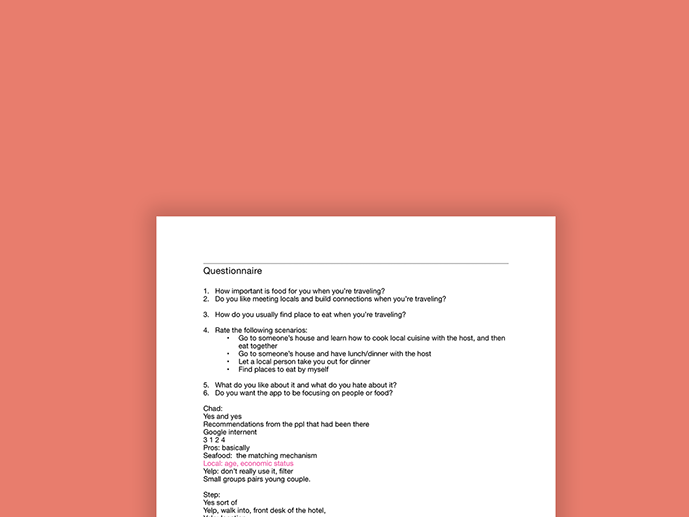 Questionnaire
1. How important is food for you when you're traveling?
2. Do you like meeting locals and build connections when you're traveling?
3. How do you usually find place to eat when you're traveling?
4. Rate the following scenarios:
• Go to someone's house and learn how to cook local cuisine with the host, and then
eat together
• Go to someone's house and have lunch/dinner with the host
• Let a local person take you out for dinner
• Find places to eat by myself
5. What do you like about it and what do you hate about it?
6. Do you want the app to be focusing on people or food?
Chad:
Yes and yes
Recommendations from the ppl that had been there
Google internent
3 1 2 4
Pros: basically
Seafood: the matching mechanism
Local: age, economic status
Yelp: don't really use it, filter
Small groups pairs young couple.
Step:
Yes sort of
Yelp, walk into, front desk of the hotel,